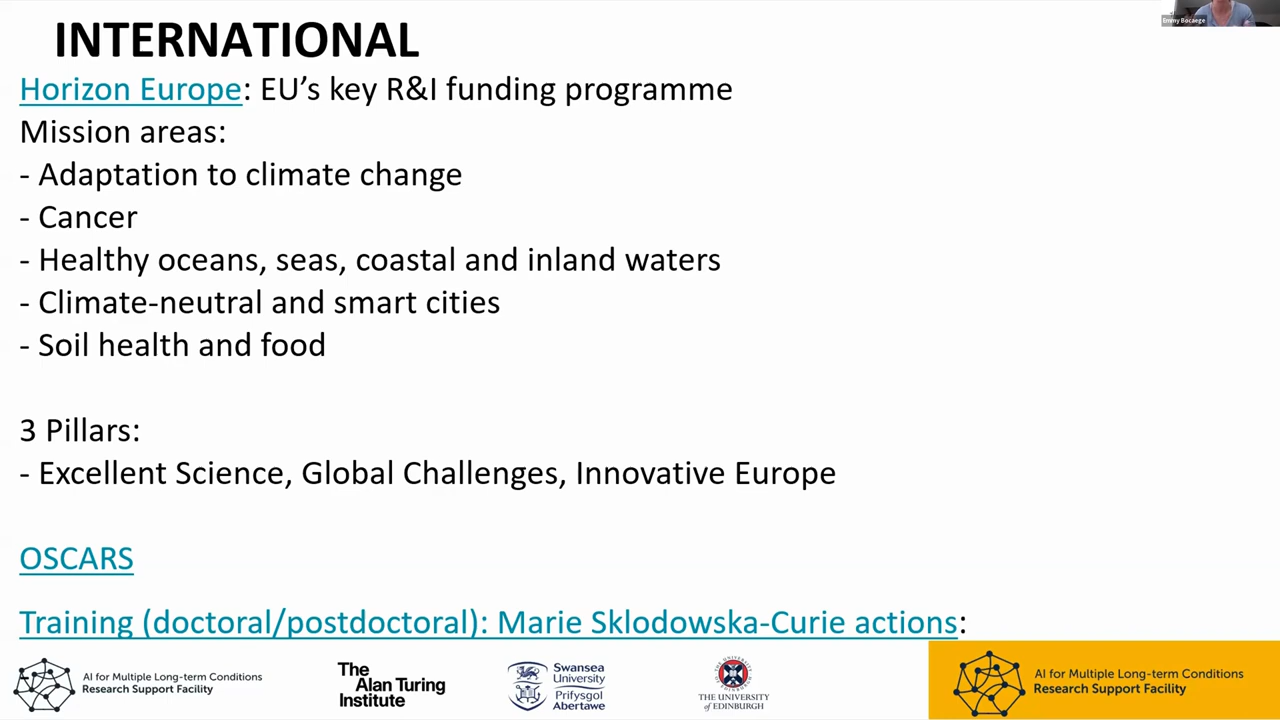 INTERNATIONAL
Emmy Bocaege
Horizon Europe: EU's key R&I funding programme
Mission areas:
- Adaptation to climate change
- Cancer
- Healthy oceans, seas, coastal and inland waters
- Climate-neutral and smart cities
- Soil health and food
3 Pillars:
- Excellent Science, Global Challenges, Innovative Europe
OSCARS
Training (doctoral/postdoctoral): Marie Sklodowska-Curie actions:
AI for Multiple Long-term Conditions
Research Support Facility
The
Alan Turing
Institute
Swansea
University
Prifysgol
Abertawe
THE UNIVERSITY
of EDINBURGH
AI for Multiple Long-term Conditions
Research Support Facility